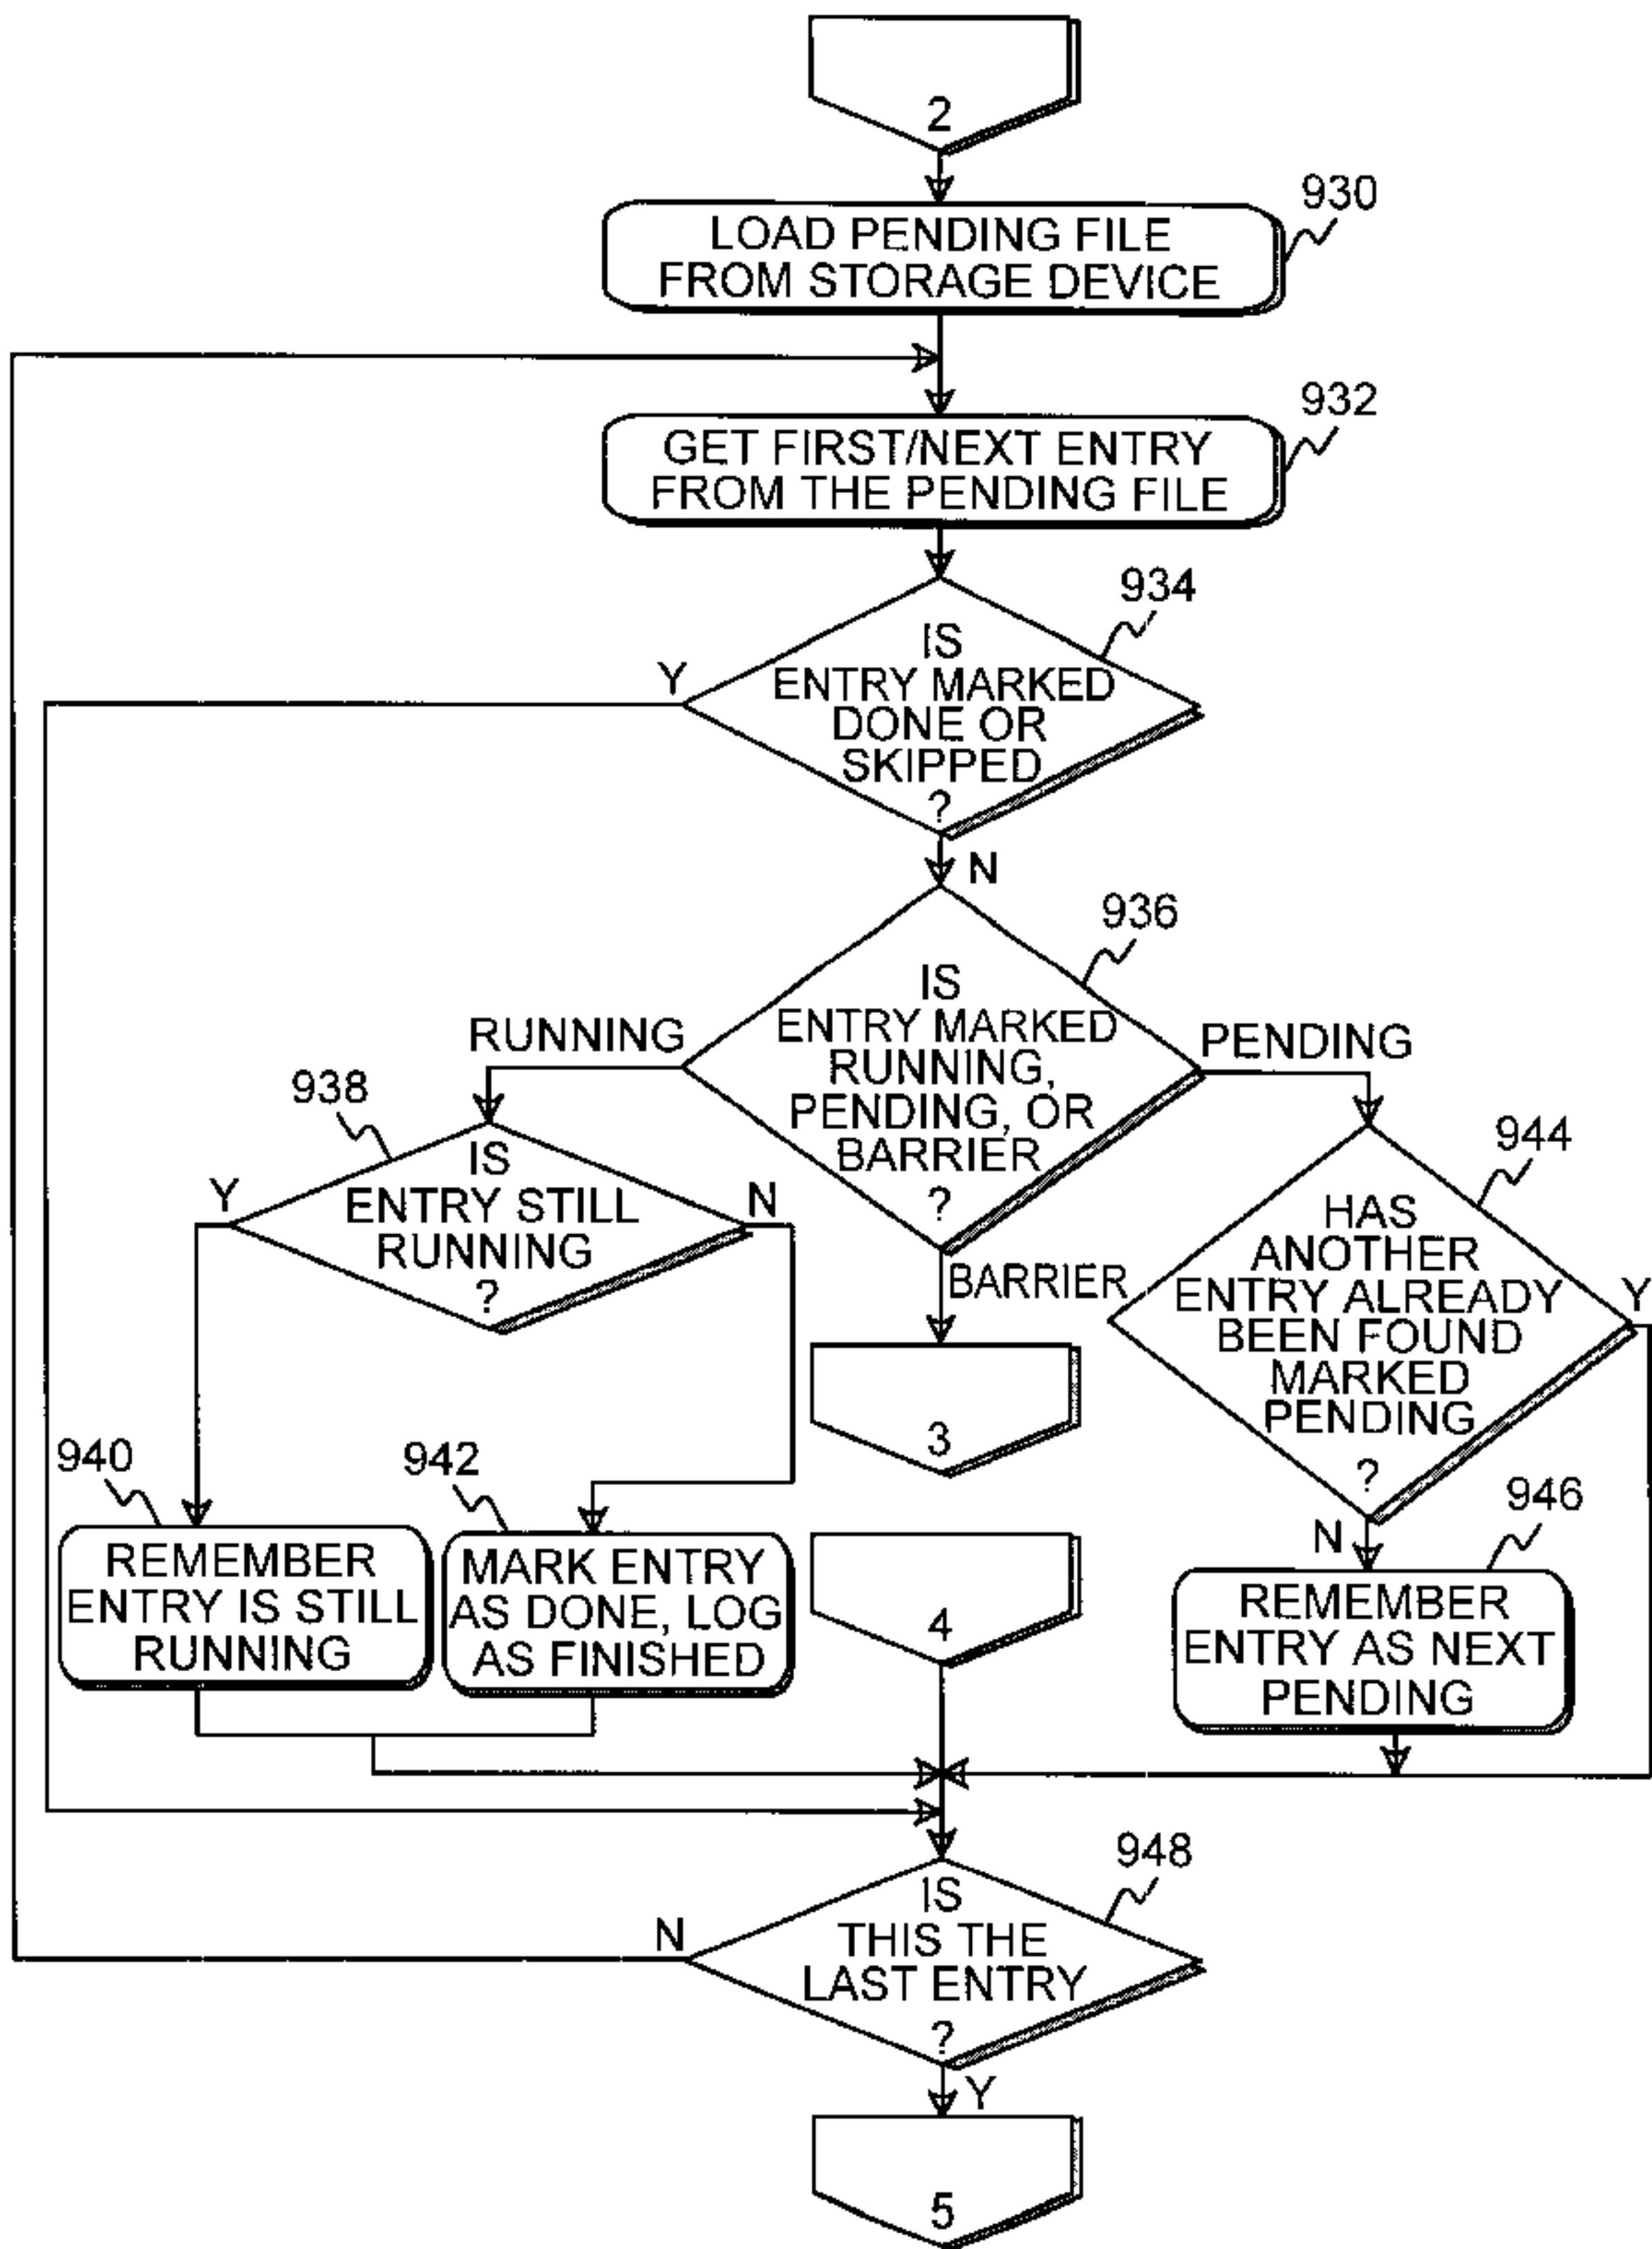 2
930
LOAD PENDING FILE
FROM STORAGE DEVICE
932
GET FIRST/NEXT ENTRY
FROM THE PENDING FILE
934
IS
ENTRY MARKED
DONE OR
SKIPPED
?
Y
N
936
IS
ENTRY MARKED
RUNNING,
PENDING, OR
BARRIER
?
RUNNING
PENDING
BARRIER
938
IS
ENTRY STILL
RUNNING
?
Y
N
944
HAS
ANOTHER
ENTRY ALREADY
BEEN FOUND
MARKED
PENDING
?
Y
N
3
940
REMEMBER
ENTRY IS STILL
RUNNING
942
MARK ENTRY
AS DONE, LOG
AS FINISHED
4
946
REMEMBER
ENTRY AS NEXT
PENDING
948
IS
THIS THE
LAST ENTRY
?
N
Y
5